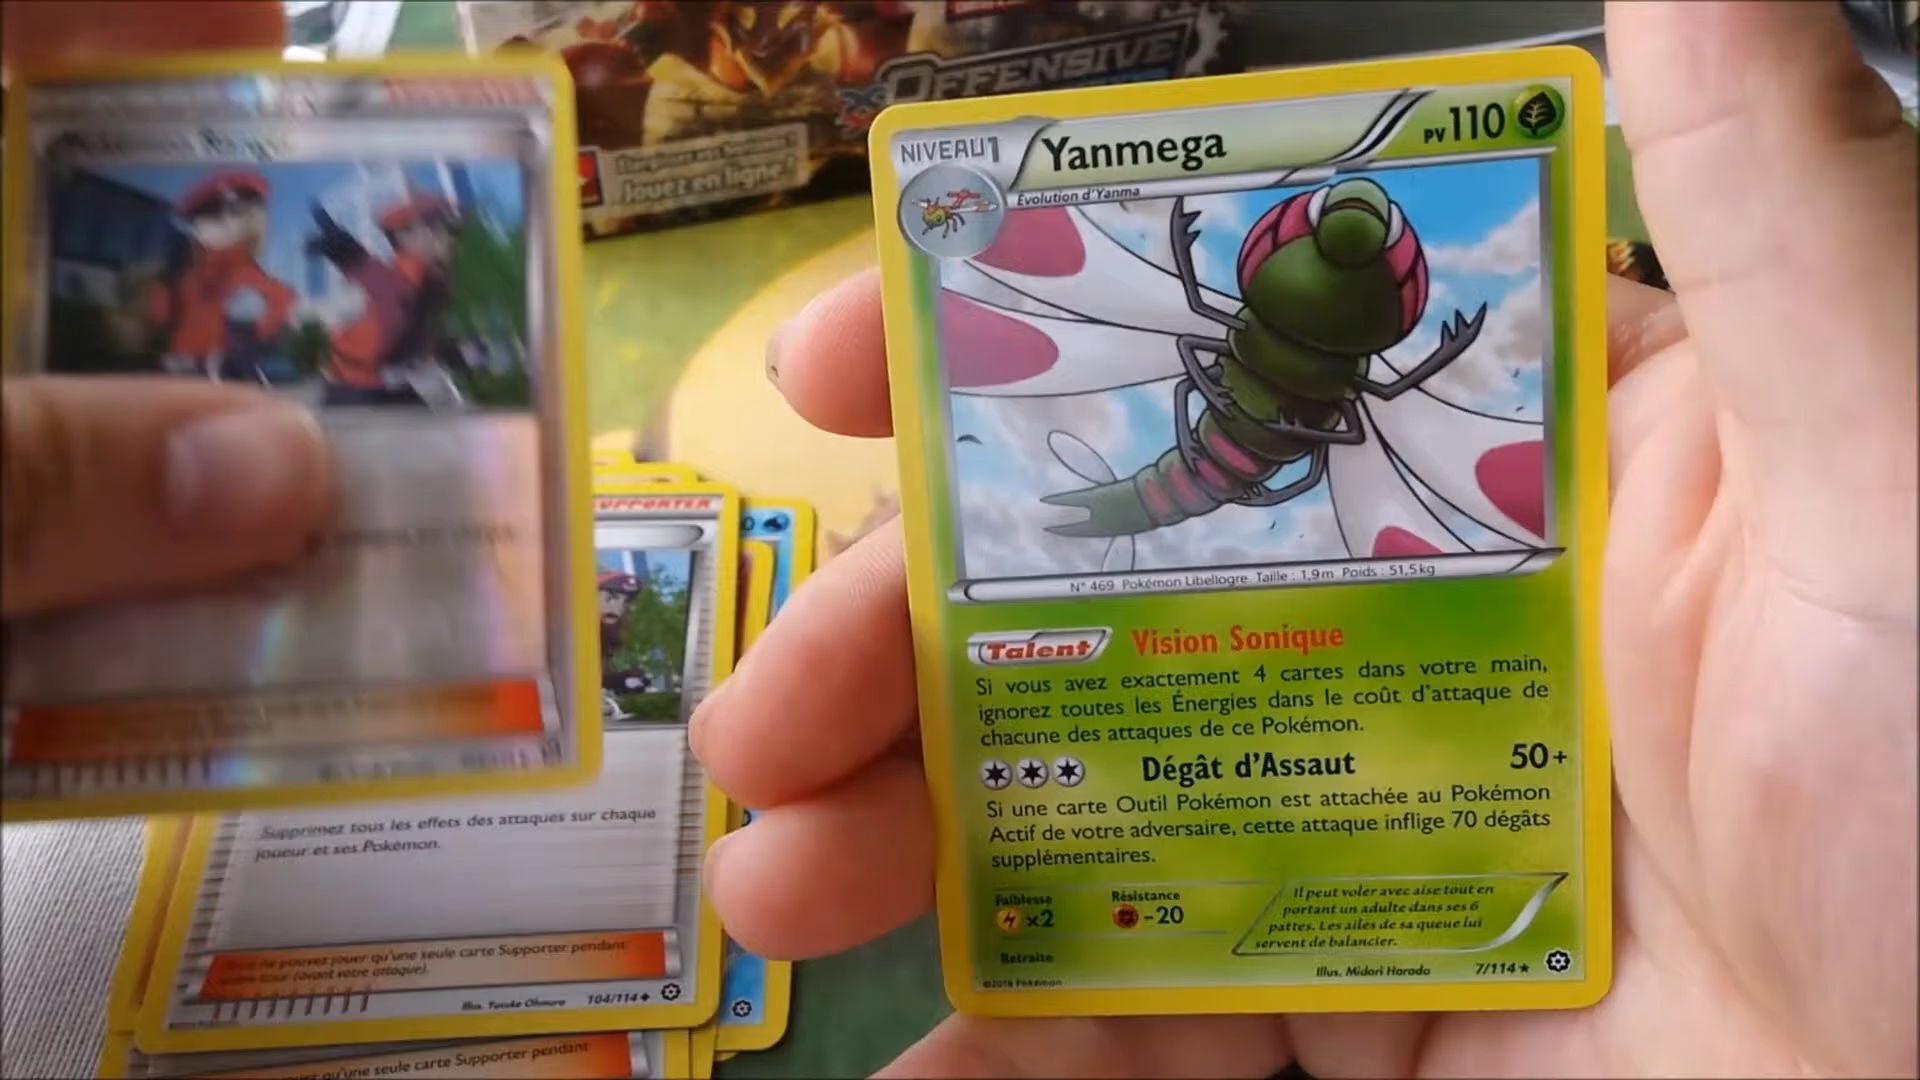 OFFENSIVE
Jouez en ligne !
NIVEAU 1
Yanmega
PV 110
Évolution d'Yanma
N° 469 Pokémon Libellogre Taille : 1,9 m Poids : 51,5 kg
Talent Vision Sonique
Si vous avez exactement 4 cartes dans votre main,
ignorez toutes les Énergies dans le coût d'attaque de
chacune des attaques de ce Pokémon.
Dégât d'Assaut 50+
Si une carte Outil Pokémon est attachée au Pokémon
Actif de votre adversaire, cette attaque inflige 70 dégâts
supplémentaires.
Faiblesse
×2
Résistance
-20
Retraite
Il peut voler avec aise tout en
portant un adulte dans ses 6
pattes. Les ailes de sa queue lui
servent de balancier.
Illus. Midori Harada
7/114
©2016 Pokémon
SUPPORTER
Supprimez tous les effets des attaques sur chaque
joueur et ses Pokémon.
ne pouvez jouer qu'une seule carte Supporter pendant
tour (avant votre attaque).
Illus. Yusuke Ohmura
104/114
qu'une seule carte Supporter pendant